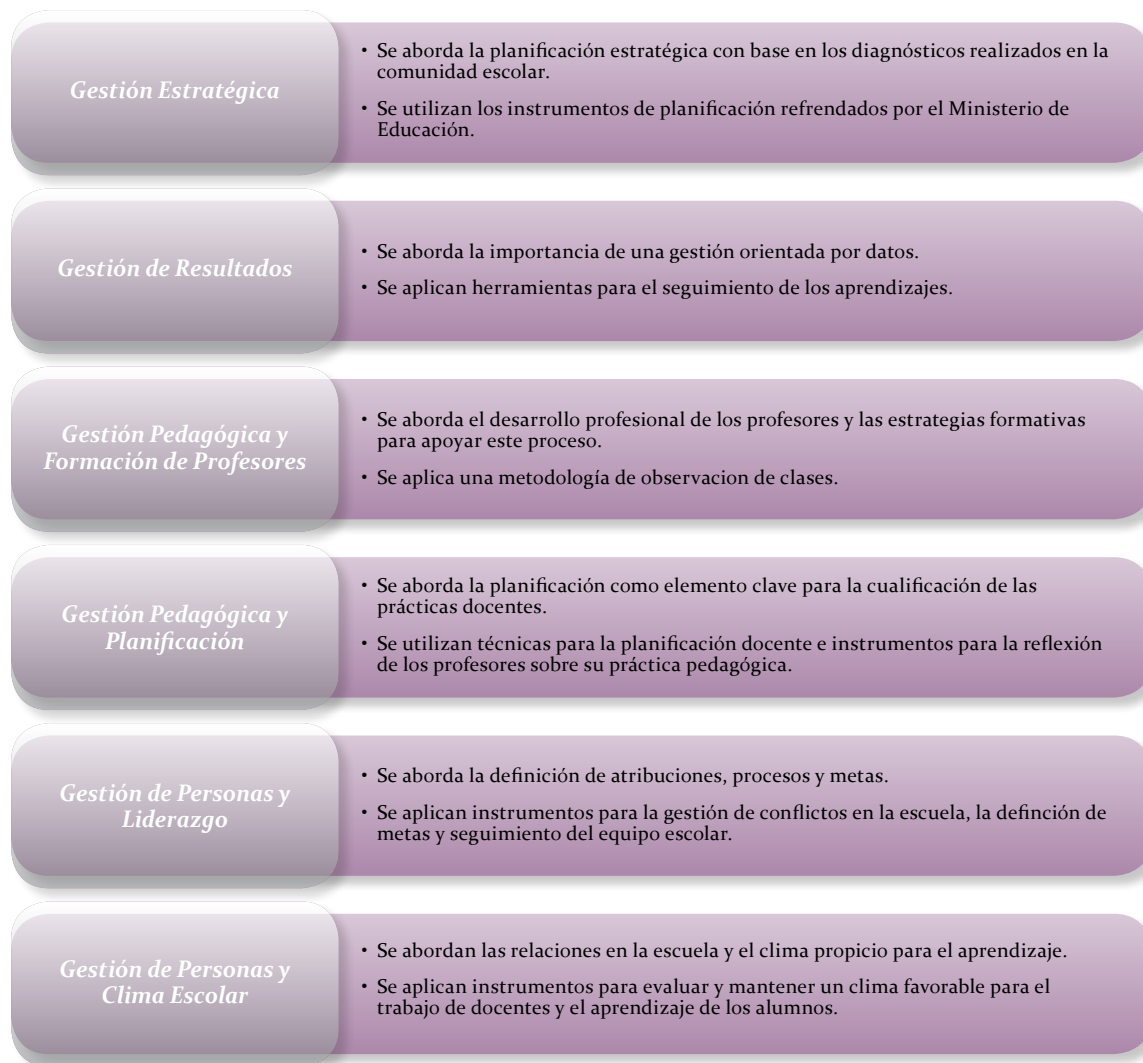 Gestión Estratégica
• Se aborda la planificación estratégica con base en los diagnósticos realizados en la
comunidad escolar.
• Se utilizan los instrumentos de planificación refrendados por el Ministerio de
Educación.
Gestión de Resultados
• Se aborda la importancia de una gestión orientada por datos.
• Se aplican herramientas para el seguimiento de los aprendizajes.
Gestión Pedagógica y
Formación de Profesores
• Se aborda el desarrollo profesional de los profesores y las estrategias formativas
para apoyar este proceso.
• Se aplica una metodología de observacion de clases.
Gestión Pedagógica y
Planificación
• Se aborda la planificación como elemento clave para la cualificación de las
prácticas docentes.
• Se utilizan técnicas para la planificación docente e instrumentos para la reflexión
de los profesores sobre su práctica pedagógica.
Gestión de Personas y
Liderazgo
• Se aborda la definición de atribuciones, procesos y metas.
• Se aplican instrumentos para la gestión de conflictos en la escuela, la definción de
metas y seguimiento del equipo escolar.
Gestión de Personas y
Clima Escolar
• Se abordan las relaciones en la escuela y el clima propicio para el aprendizaje.
• Se aplican instrumentos para evaluar y mantener un clima favorable para el
trabajo de docentes y el aprendizaje de los alumnos.